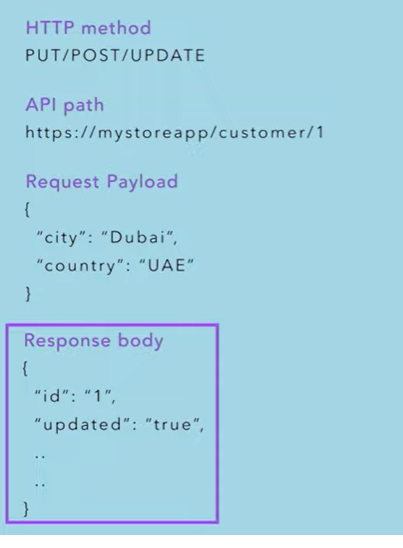 HTTP method
PUT/POST/UPDATE
API path
https://mystoreapp/customer/1
Request Payload
{
“city”: “Dubai”,
“country”: “UAE”
}
Response body
{
“id”: “1”,
“updated”: “true”,
..
..
}